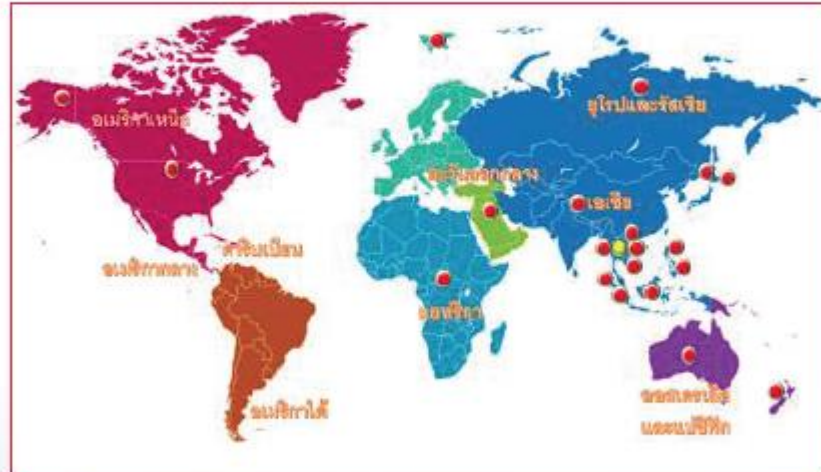 อเมริกาเหนือ
ยุโรปและรัสเซีย
ตะวันออกกลาง
เอเชีย
คาริบเบียน
อเมริกากลาง
แอฟริกา
อเมริกาใต้
ออสเตรเลีย
และแปซิฟิก